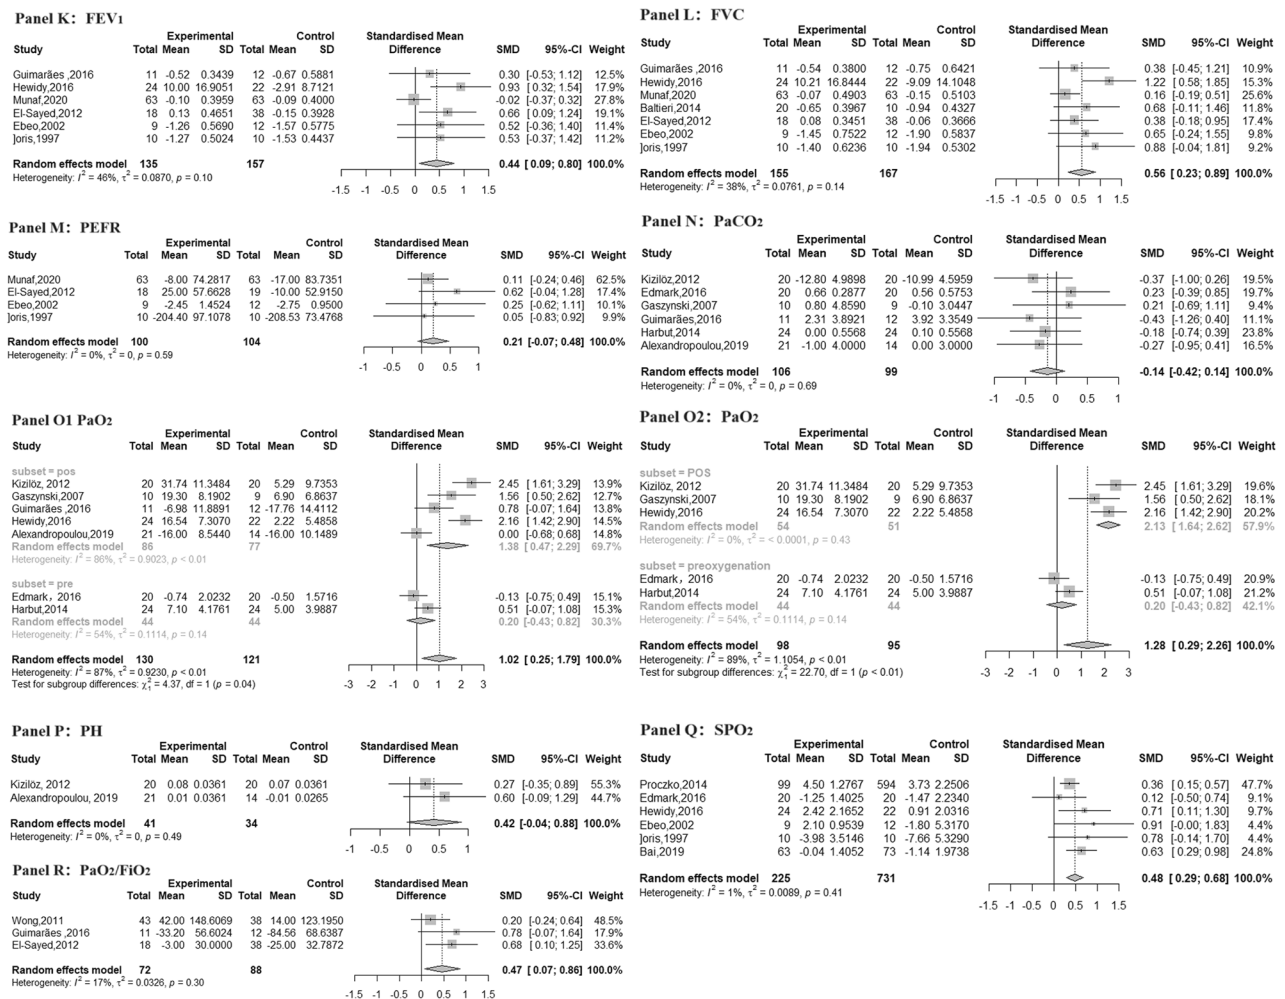 Panel K：FEV1
Experimental Control Standardised Mean
Study Total Mean SD Total Mean SD Difference SMD 95%-CI Weight
Guimarães ,2016 11 -0.52 0.3439 12 -0.67 0.5881 0.30 [-0.53; 1.12] 12.5%
Hewidy,2016 24 10.00 16.9051 22 -2.91 8.7121 0.93 [ 0.32; 1.54] 17.9%
Munaf,2020 63 -0.10 0.3959 63 -0.09 0.4000 -0.02 [-0.37; 0.32] 27.8%
El-Sayed,2012 18 0.13 0.4651 38 -0.15 0.3928 0.66 [ 0.09; 1.24] 19.1%
Ebeo,2002 9 -1.26 0.5690 12 -1.57 0.5775 0.52 [-0.36; 1.40] 11.4%
Joris,1997 10 -1.27 0.5024 10 -1.53 0.4437 0.53 [-0.37; 1.42] 11.2%
Random effects model 135 157 0.44 [ 0.09; 0.80] 100.0%
Heterogeneity: I² = 46%, τ² = 0.0870, p = 0.10
-1.5 -1 -0.5 0 0.5 1 1.5
Panel L：FVC
Experimental Control Standardised Mean
Study Total Mean SD Total Mean SD Difference SMD 95%-CI Weight
Guimarães ,2016 11 -0.54 0.3800 12 -0.75 0.6421 0.38 [-0.45; 1.21] 10.9%
Hewidy,2016 24 10.21 16.8444 22 -9.09 14.1048 1.22 [ 0.58; 1.85] 15.3%
Munaf,2020 63 -0.07 0.4903 63 -0.15 0.5103 0.16 [-0.19; 0.51] 25.6%
Baltieri,2014 20 -0.65 0.3967 10 -0.94 0.4327 0.68 [-0.11; 1.46] 11.7%
El-Sayed,2012 18 0.08 0.3451 38 -0.06 0.3666 0.38 [-0.18; 0.95] 17.4%
Ebeo,2002 9 -1.45 0.7522 12 -1.90 0.5837 0.65 [-0.24; 1.55] 9.8%
Joris,1997 10 -1.40 0.6236 10 -1.94 0.5302 0.88 [-0.04; 1.81] 9.2%
Random effects model 155 167 0.56 [ 0.23; 0.89] 100.0%
Heterogeneity: I² = 38%, τ² = 0.0761, p = 0.14
-1.5 -1 -0.5 0 0.5 1 1.5
Panel M：PEFR
Experimental Control Standardised Mean
Study Total Mean SD Total Mean SD Difference SMD 95%-CI Weight
Munaf,2020 63 -8.00 74.2817 63 -17.00 83.7351 0.11 [-0.24; 0.46] 62.5%
El-Sayed,2012 18 25.00 57.6628 19 -10.00 52.9150 0.62 [-0.04; 1.28] 17.5%
Ebeo,2002 9 -2.45 1.4524 12 -2.75 0.9500 0.25 [-0.62; 1.11] 10.1%
Joris,1997 10 -204.40 97.1078 10 -208.53 73.4768 0.05 [-0.83; 0.92] 9.9%
Random effects model 100 104 0.21 [-0.07; 0.48] 100.0%
Heterogeneity: I² = 0%, τ² = 0, p = 0.59
-1 -0.5 0 0.5 1
Panel N：PaCO2
Experimental Control Standardised Mean
Study Total Mean SD Total Mean SD Difference SMD 95%-CI Weight
Kizilöz,2012 20 -12.80 4.9898 20 -10.99 4.5959 -0.37 [-1.00; 0.26] 19.5%
Edmark,2016 20 0.66 0.2877 20 0.56 0.5753 0.23 [-0.39; 0.85] 19.7%
Gaszynski,2007 10 0.80 4.8590 9 -0.10 3.0447 0.21 [-0.69; 1.11] 9.4%
Guimarães,2016 11 2.31 3.8921 12 3.92 3.3549 -0.43 [-1.26; 0.40] 11.1%
Harbut,2014 24 0.00 0.5568 24 0.10 0.5568 -0.18 [-0.74; 0.39] 23.8%
Alexandropoulou,2019 21 -1.00 4.0000 14 0.00 3.0000 -0.27 [-0.95; 0.41] 16.5%
Random effects model 106 99 -0.14 [-0.42; 0.14] 100.0%
Heterogeneity: I² = 0%, τ² = 0, p = 0.69
-1 -0.5 0 0.5 1
Panel O1 PaO2
Experimental Control Standardised Mean
Study Total Mean SD Total Mean SD Difference SMD 95%-CI Weight
subset = pos
Kizilöz, 2012 20 31.74 11.3484 20 5.29 9.7353 2.45 [ 1.61; 3.29] 13.9%
Gaszynski,2007 10 19.30 8.1902 9 6.90 6.8637 1.56 [ 0.50; 2.62] 12.7%
Guimarães ,2016 11 -6.98 11.8891 12 -17.76 14.4112 0.78 [-0.07; 1.64] 13.8%
Hewidy,2016 24 16.54 7.3070 22 2.22 5.4858 2.16 [ 1.42; 2.90] 14.5%
Alexandropoulou,2019 21 -16.00 8.5440 14 -16.00 10.1489 0.00 [-0.68; 0.68] 14.8%
Random effects model 86 77 1.38 [ 0.47; 2.29] 69.7%
Heterogeneity: I² = 86%, τ² = 0.9023, p < 0.01
subset = pre
Edmark，2016 20 -0.74 2.0232 20 -0.50 1.5716 -0.13 [-0.75; 0.49] 15.1%
Harbut,2014 24 7.10 4.1761 24 5.00 3.9887 0.51 [-0.07; 1.08] 15.3%
Random effects model 44 44 0.20 [-0.43; 0.82] 30.3%
Heterogeneity: I² = 54%, τ² = 0.1114, p = 0.14
Random effects model 130 121 1.02 [ 0.25; 1.79] 100.0%
Heterogeneity: I² = 87%, τ² = 0.9230, p < 0.01
Test for subgroup differences: χ²₁ = 4.37, df = 1 (p = 0.04)
-3 -2 -1 0 1 2 3
Panel O2：PaO2
Experimental Control Standardised Mean
Study Total Mean SD Total Mean SD Difference SMD 95%-CI Weight
subset = POS
Kizilöz, 2012 20 31.74 11.3484 20 5.29 9.7353 2.45 [ 1.61; 3.29] 19.6%
Gaszynski,2007 10 19.30 8.1902 9 6.90 6.8637 1.56 [ 0.50; 2.62] 17.7%
Hewidy,2016 24 16.54 7.3070 22 2.22 5.4858 2.16 [ 1.42; 2.90] 20.2%
Random effects model 54 51 2.13 [ 1.64; 2.62] 57.9%
Heterogeneity: I² = 0%, τ² = < 0.0001, p = 0.43
subset = preoxygenation
Edmark，2016 20 -0.74 2.0232 20 -0.50 1.5716 -0.13 [-0.75; 0.49] 20.9%
Harbut,2014 24 7.10 4.1761 24 5.00 3.9887 0.51 [-0.07; 1.08] 21.2%
Random effects model 44 44 0.20 [-0.43; 0.82] 42.1%
Heterogeneity: I² = 54%, τ² = 0.1114, p = 0.14
Random effects model 98 95 1.28 [ 0.29; 2.26] 100.0%
Heterogeneity: I² = 89%, τ² = 1.1054, p < 0.01
Test for subgroup differences: χ²₁ = 22.70, df = 1 (p < 0.01)
-3 -2 -1 0 1 2 3
Panel P：PH
Experimental Control Standardised Mean
Study Total Mean SD Total Mean SD Difference SMD 95%-CI Weight
Kizilöz, 2012 20 0.08 0.0361 20 0.07 0.0361 0.27 [-0.35; 0.89] 55.3%
Alexandropoulou, 2019 21 0.01 0.0361 14 -0.01 0.0265 0.60 [-0.09; 1.29] 44.7%
Random effects model 41 34 0.42 [-0.04; 0.88] 100.0%
Heterogeneity: I² = 0%, τ² = 0, p = 0.49
-1 -0.5 0 0.5 1
Panel Q：SPO2
Experimental Control Standardised Mean
Study Total Mean SD Total Mean SD Difference SMD 95%-CI Weight
Proczko,2014 99 4.50 1.2767 594 3.73 2.2506 0.36 [ 0.15; 0.57] 47.7%
Edmark,2016 20 -1.25 1.4025 20 -1.47 2.2340 0.12 [-0.50; 0.74] 9.1%
Hewidy,2016 24 2.42 2.1652 22 0.91 2.0316 0.71 [ 0.11; 1.30] 9.7%
Ebeo,2002 9 2.10 0.9539 12 -1.80 5.3170 0.91 [-0.00; 1.83] 4.2%
Joris,1997 10 -3.98 3.5146 10 -7.66 5.3290 0.78 [-0.14; 1.70] 4.4%
Bai,2019 63 -0.04 1.4052 73 -1.14 1.9738 0.63 [ 0.29; 0.98] 24.8%
Random effects model 225 731 0.48 [ 0.29; 0.68] 100.0%
Heterogeneity: I² = 1%, τ² = 0.0089, p = 0.41
-1.5 -1 -0.5 0 0.5 1 1.5
Panel R：PaO2/FiO2
Experimental Control Standardised Mean
Study Total Mean SD Total Mean SD Difference SMD 95%-CI Weight
Wong,2011 43 42.00 148.6069 38 14.00 123.1950 0.20 [-0.24; 0.64] 48.5%
Guimarães ,2016 11 -33.20 56.6024 12 -84.56 68.6387 0.78 [-0.07; 1.64] 17.9%
El-Sayed,2012 18 -3.00 30.0000 38 -25.00 32.7872 0.68 [ 0.10; 1.25] 33.6%
Random effects model 72 88 0.47 [ 0.07; 0.86] 100.0%
Heterogeneity: I² = 17%, τ² = 0.0326, p = 0.30
-1.5 -1 -0.5 0 0.5 1 1.5